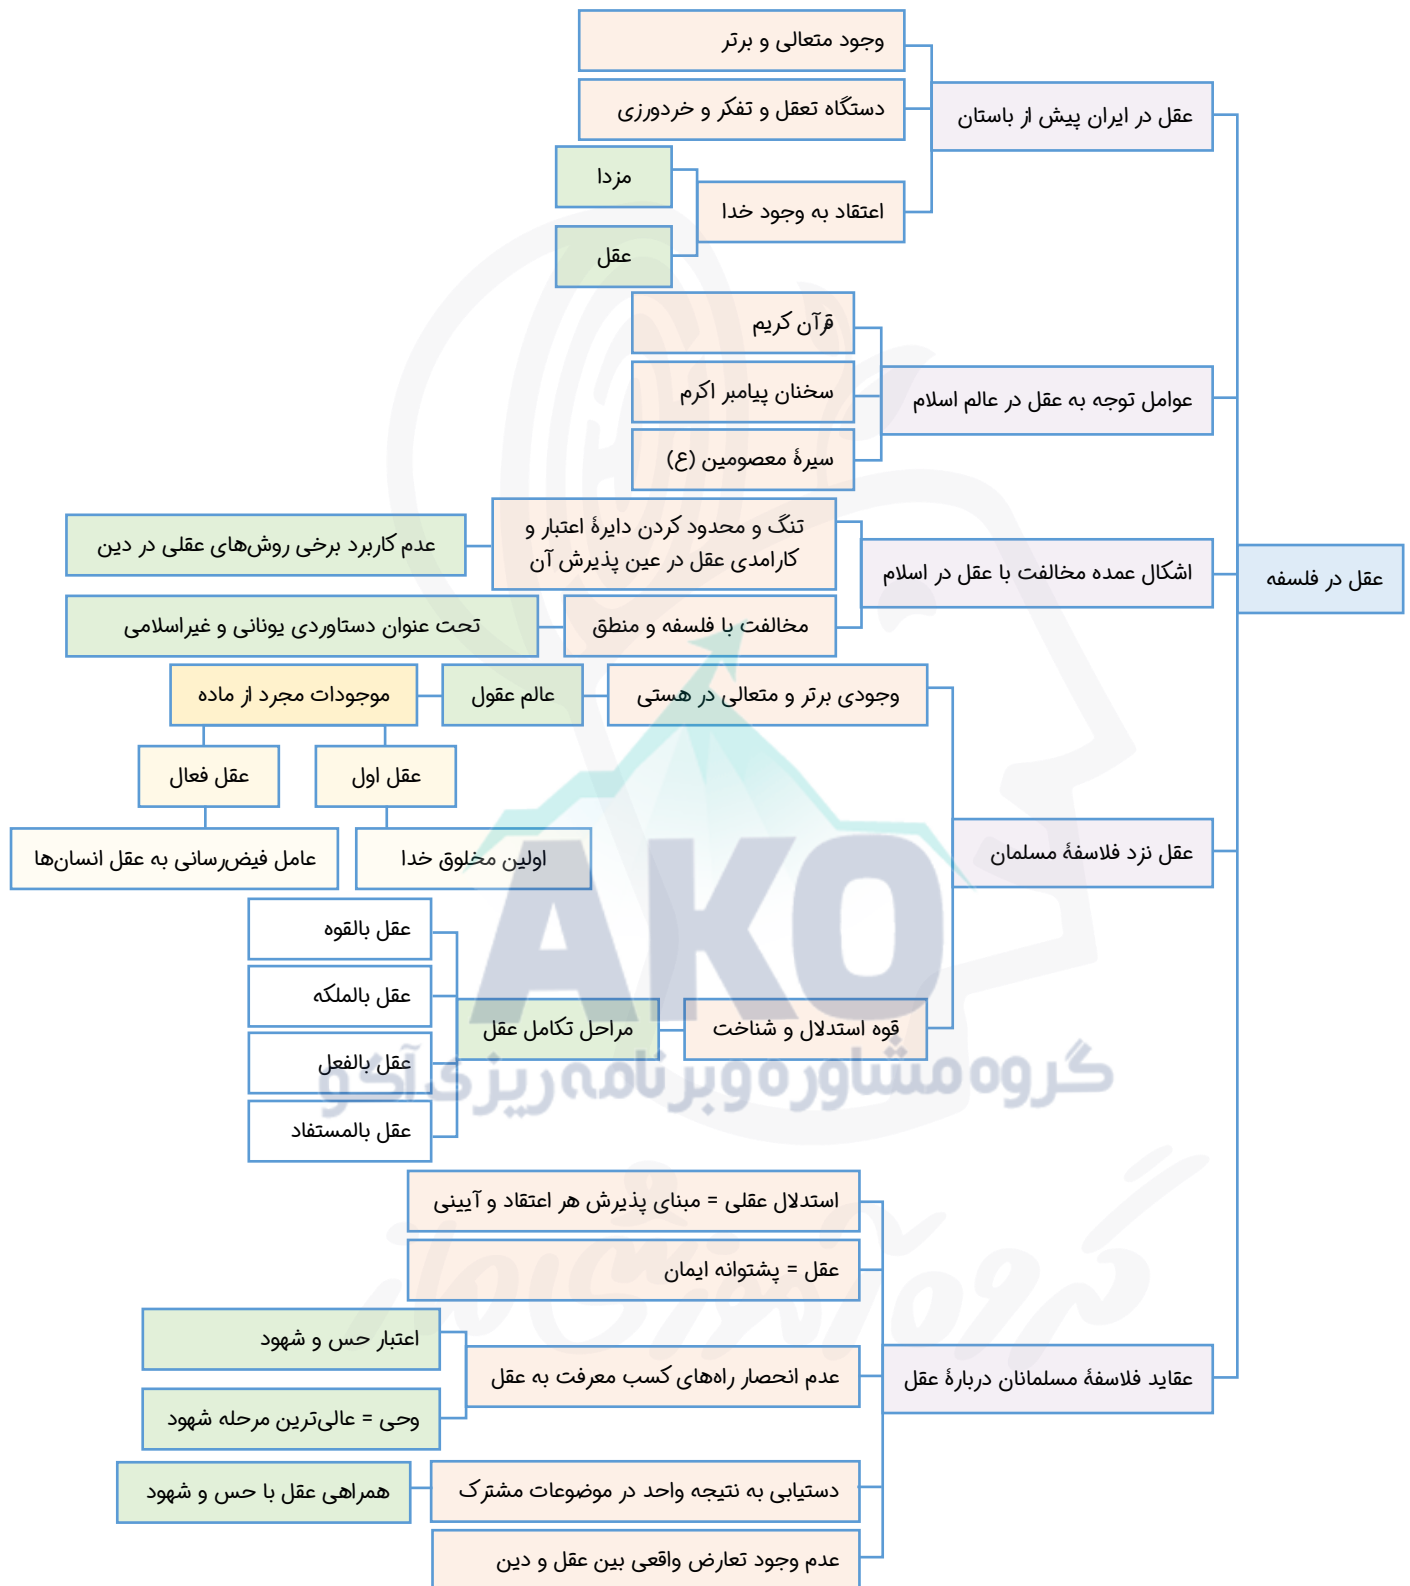 عقل در فلسفه
عقل در ایران پیش از باستان
وجود متعالی و برتر
دستگاه تعقل و تفکر و خردورزی
اعتقاد به وجود خدا
مزدا
عقل
عوامل توجه به عقل در عالم اسلام
قرآن کریم
سخنان پیامبر اکرم
سیرۀ معصومین (ع)
اشکال عمده مخالفت با عقل در اسلام
تنگ و محدود کردن دایرۀ اعتبار و
کارامدی عقل در عین پذیرش آن
عدم کاربرد برخی روش‌های عقلی در دین
مخالفت با فلسفه و منطق
تحت عنوان دستاوردی یونانی و غیراسلامی
عقل نزد فلاسفۀ مسلمان
وجودی برتر و متعالی در هستی
عالم عقول
موجودات مجرد از ماده
عقل اول
عقل فعال
اولین مخلوق خدا
عامل فیض‌رسانی به عقل انسان‌ها
قوه استدلال و شناخت
مراحل تکامل عقل
عقل بالقوه
عقل بالملکه
عقل بالفعل
عقل بالمستفاد
AKO
گروه مشاوره و برنامه ریزی آکو
عقاید فلاسفۀ مسلمانان دربارۀ عقل
استدلال عقلی = مبنای پذیرش هر اعتقاد و آیینی
عقل = پشتوانه ایمان
عدم انحصار راه‌های کسب معرفت به عقل
اعتبار حس و شهود
وحی = عالی‌ترین مرحله شهود
دستیابی به نتیجه واحد در موضوعات مشترک
همراهی عقل با حس و شهود
عدم وجود تعارض واقعی بین عقل و دین
گروه آموزشی ماز